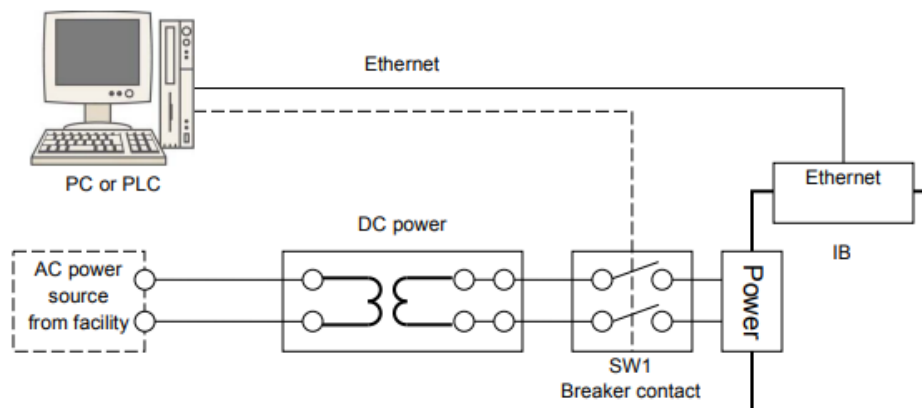 Ethernet
PC or PLC
Ethernet
IB
DC power
AC power
source
from facility
Power
SW1
Breaker contact